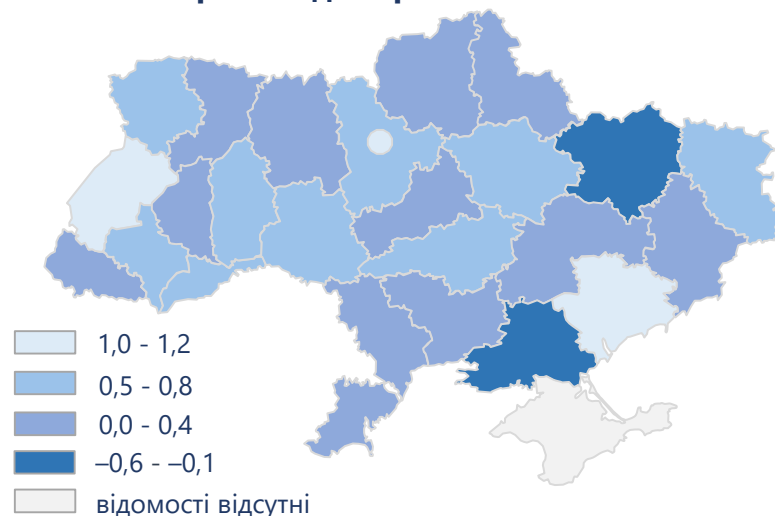 1,0 - 1,2
0,5 - 0,8
0,0 - 0,4
–0,6 - –0,1
відомості відсутні